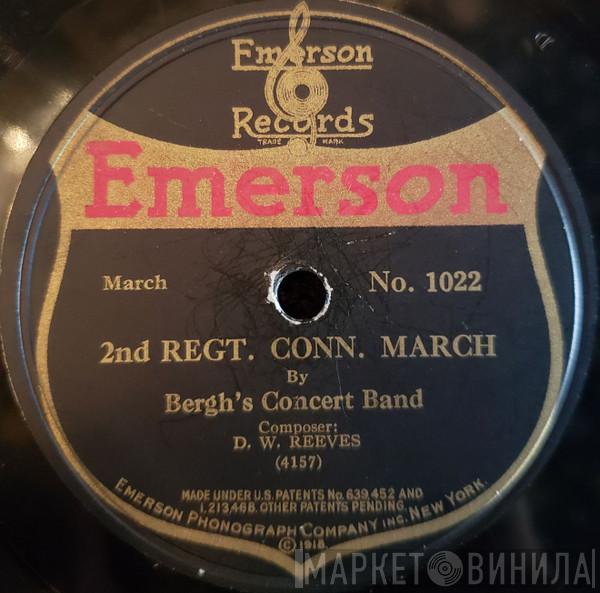 Emerson
Records
TRADE MARK
Emerson
March No. 1022
2nd REGT. CONN. MARCH
By
Bergh's Concert Band
Composer:
D. W. REEVES
(4157)
MADE UNDER U.S. PATENTS No. 639,452 AND
1,213,468. OTHER PATENTS PENDING.
EMERSON PHONOGRAPH COMPANY INC. NEW YORK.
©1918.
МАРКЕТ ВИНИЛА